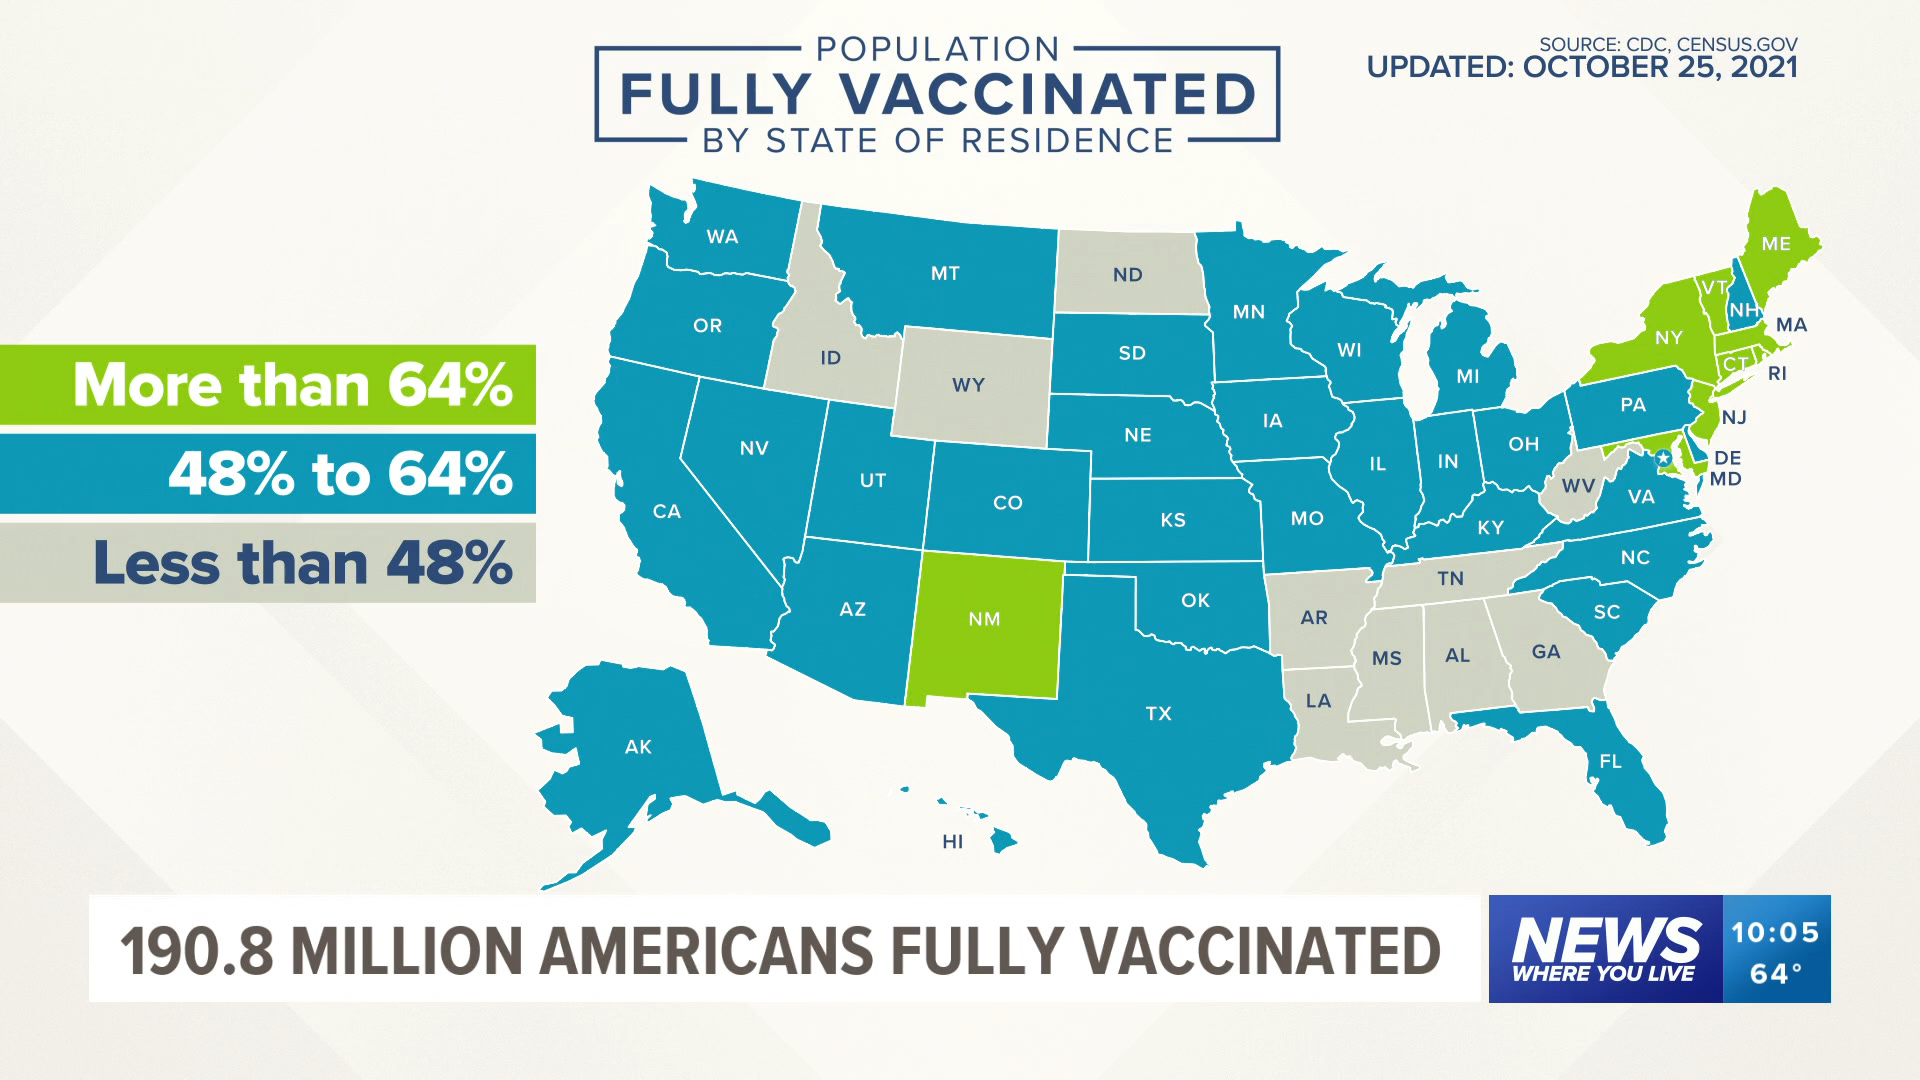 POPULATION
FULLY VACCINATED
BY STATE OF RESIDENCE
SOURCE: CDC, CENSUS.GOV
UPDATED: OCTOBER 25, 2021
More than 64%
48% to 64%
Less than 48%
WA
MT
ND
MN
ME
VT
NH
OR
ID
WY
SD
WI
MI
NY
MA
CT
RI
NV
UT
CO
NE
IA
IL
IN
OH
PA
NJ
DE
MD
CA
KS
MO
KY
WV
VA
AZ
NM
OK
AR
TN
NC
SC
TX
LA
MS
AL
GA
FL
AK
HI
190.8 MILLION AMERICANS FULLY VACCINATED
NEWS
WHERE YOU LIVE
10:05
64°